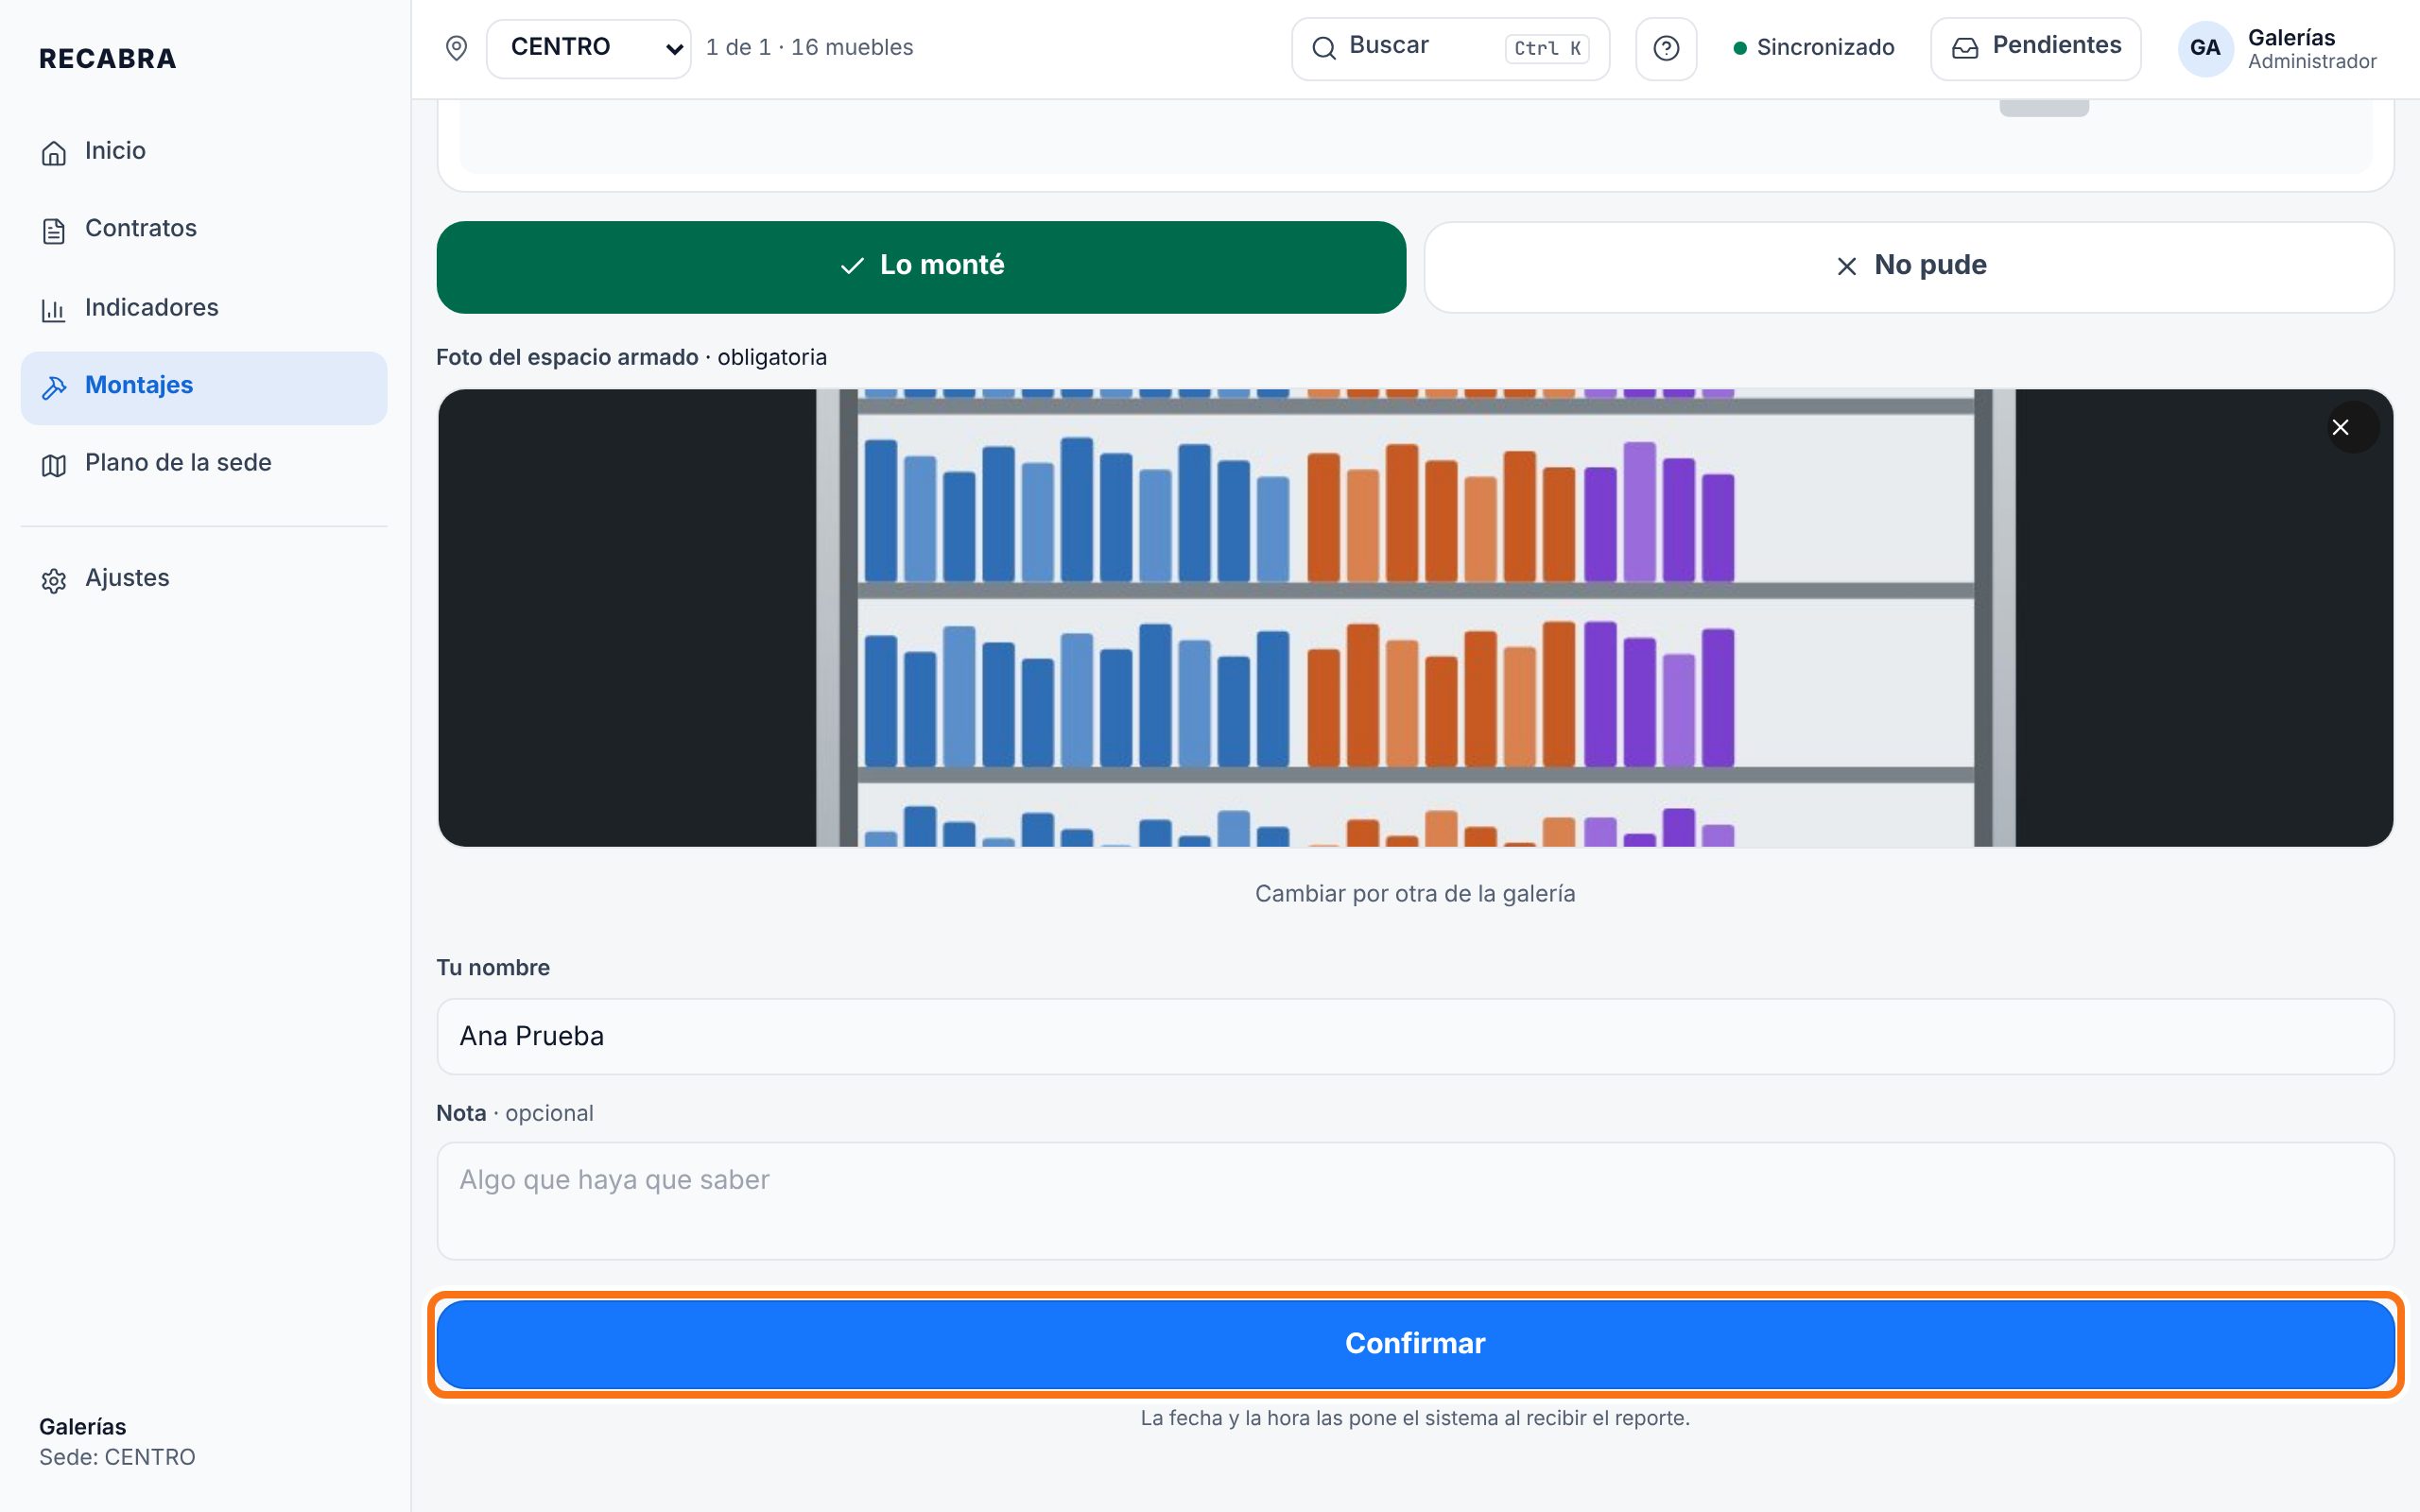 RECABRA
CENTRO
1 de 1 · 16 muebles
Buscar
Ctrl K
Sincronizado
Pendientes
GA
Galerías
Administrador
Inicio
Contratos
Indicadores
Montajes
Plano de la sede
Ajustes
Lo monté
No pude
Foto del espacio armado · obligatoria
Cambiar por otra de la galería
Tu nombre
Ana Prueba
Nota · opcional
Algo que haya que saber
Confirmar
La fecha y la hora las pone el sistema al recibir el reporte.
Galerías
Sede: CENTRO